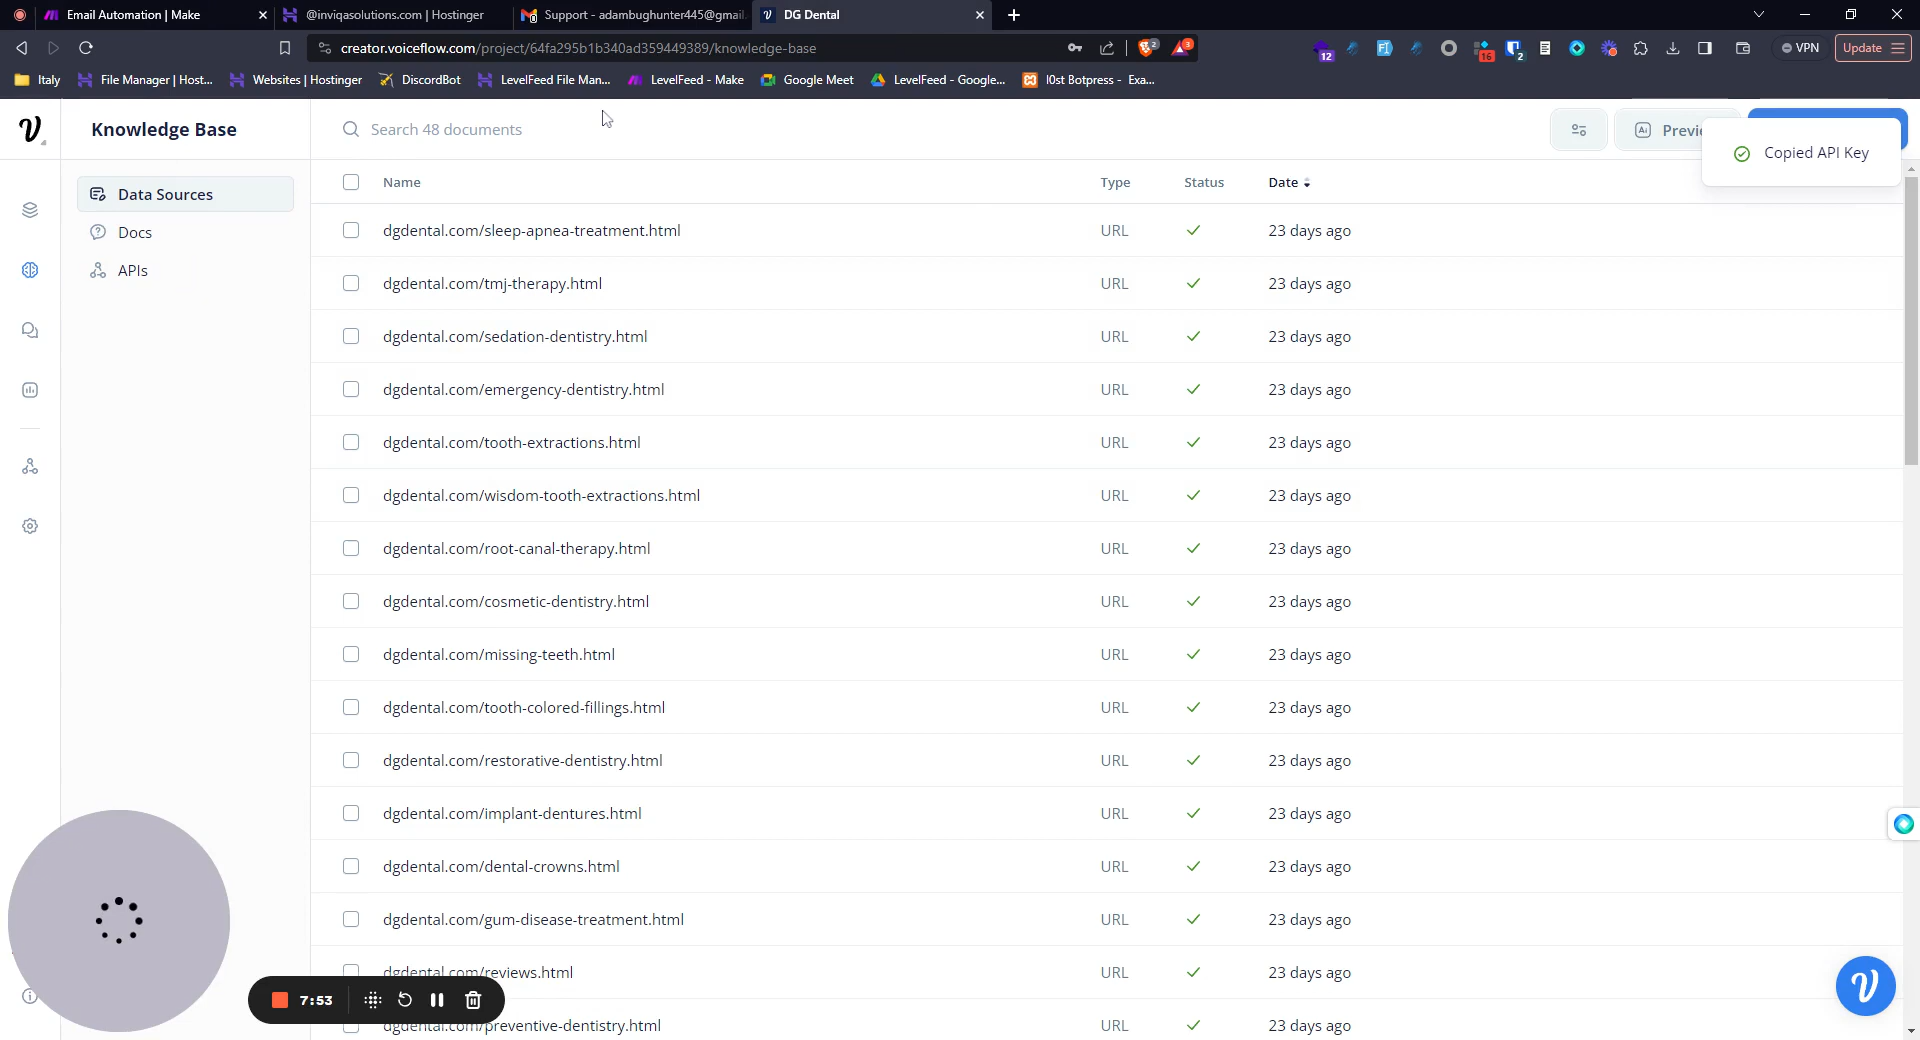 Email Automation | Make
@inviqasolutions.com | Hostinger
Support - adambughunter445@gmail.
DG Dental
creator.voiceflow.com/project/64fa295b1b340ad359449389/knowledge-base
2
3
12
16
2
VPN
Update
Italy
File Manager | Host...
Websites | Hostinger
DiscordBot
LevelFeed File Man...
LevelFeed - Make
Google Meet
LevelFeed - Google...
l0st Botpress - Exa...
Knowledge Base
Search 48 documents
Previ
Copied API Key
Data Sources
Docs
APIs
Name Type Status Date
dgdental.com/sleep-apnea-treatment.html URL 23 days ago
dgdental.com/tmj-therapy.html URL 23 days ago
dgdental.com/sedation-dentistry.html URL 23 days ago
dgdental.com/emergency-dentistry.html URL 23 days ago
dgdental.com/tooth-extractions.html URL 23 days ago
dgdental.com/wisdom-tooth-extractions.html URL 23 days ago
dgdental.com/root-canal-therapy.html URL 23 days ago
dgdental.com/cosmetic-dentistry.html URL 23 days ago
dgdental.com/missing-teeth.html URL 23 days ago
dgdental.com/tooth-colored-fillings.html URL 23 days ago
dgdental.com/restorative-dentistry.html URL 23 days ago
dgdental.com/implant-dentures.html URL 23 days ago
dgdental.com/dental-crowns.html URL 23 days ago
dgdental.com/gum-disease-treatment.html URL 23 days ago
dgdental.com/reviews.html URL 23 days ago
7:53
dgdental.com/preventive-dentistry.html URL 23 days ago